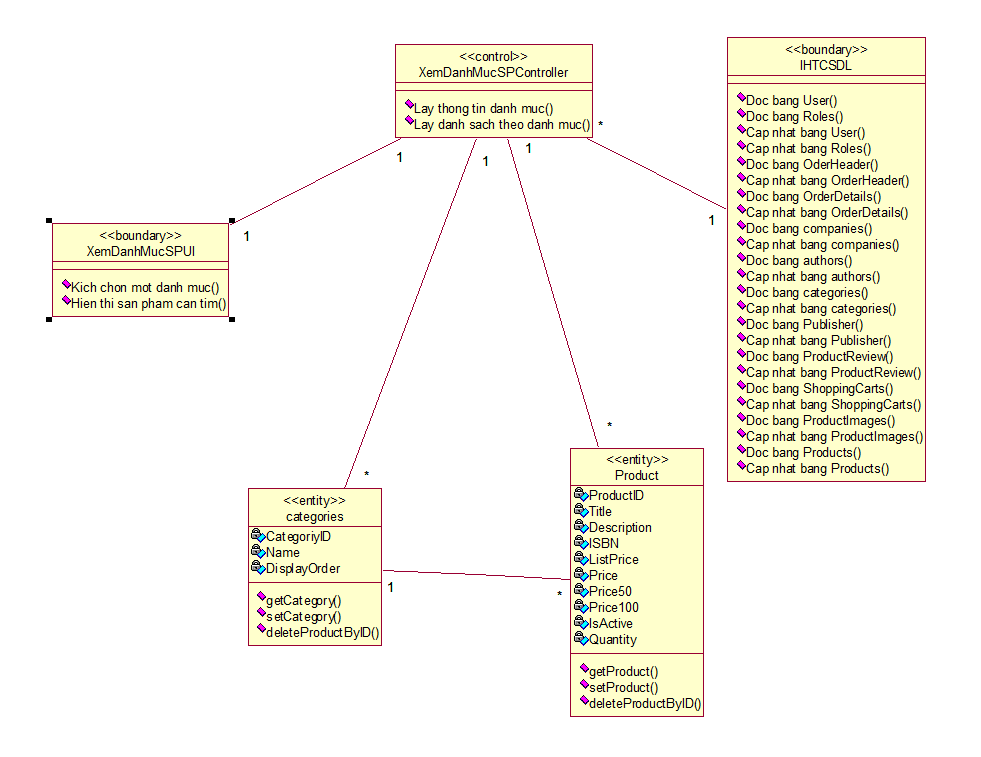 <<control>>
XemDanhMucSPController
Lay thong tin danh muc()
Lay danh sach theo danh muc()
*
1
1
1
<<boundary>>
IHTCSDL
Doc bang User()
Doc bang Roles()
Cap nhat bang User()
Cap nhat bang Roles()
Doc bang OderHeader()
Cap nhat bang OrderHeader()
Doc bang OrderDetails()
Cap nhat bang OrderDetails()
Doc bang companies()
Cap nhat bang companies()
Doc bang authors()
Cap nhat bang authors()
Doc bang categories()
Cap nhat bang categories()
Doc bang Publisher()
Cap nhat bang Publisher()
Doc bang ProductReview()
Cap nhat bang ProductReview()
Doc bang ShoppingCarts()
Cap nhat bang ShoppingCarts()
Doc bang ProductImages()
Cap nhat bang ProductImages()
Doc bang Products()
Cap nhat bang Products()
1
<<boundary>>
XemDanhMucSPUI
Kich chon mot danh muc()
Hien thi san pham can tim()
1
*
*
<<entity>>
categories
CategoriyID
Name
DisplayOrder
getCategory()
setCategory()
deleteProductByID()
1
*
<<entity>>
Product
ProductID
Title
Description
ISBN
ListPrice
Price
Price50
Price100
IsActive
Quantity
getProduct()
setProduct()
deleteProductByID()